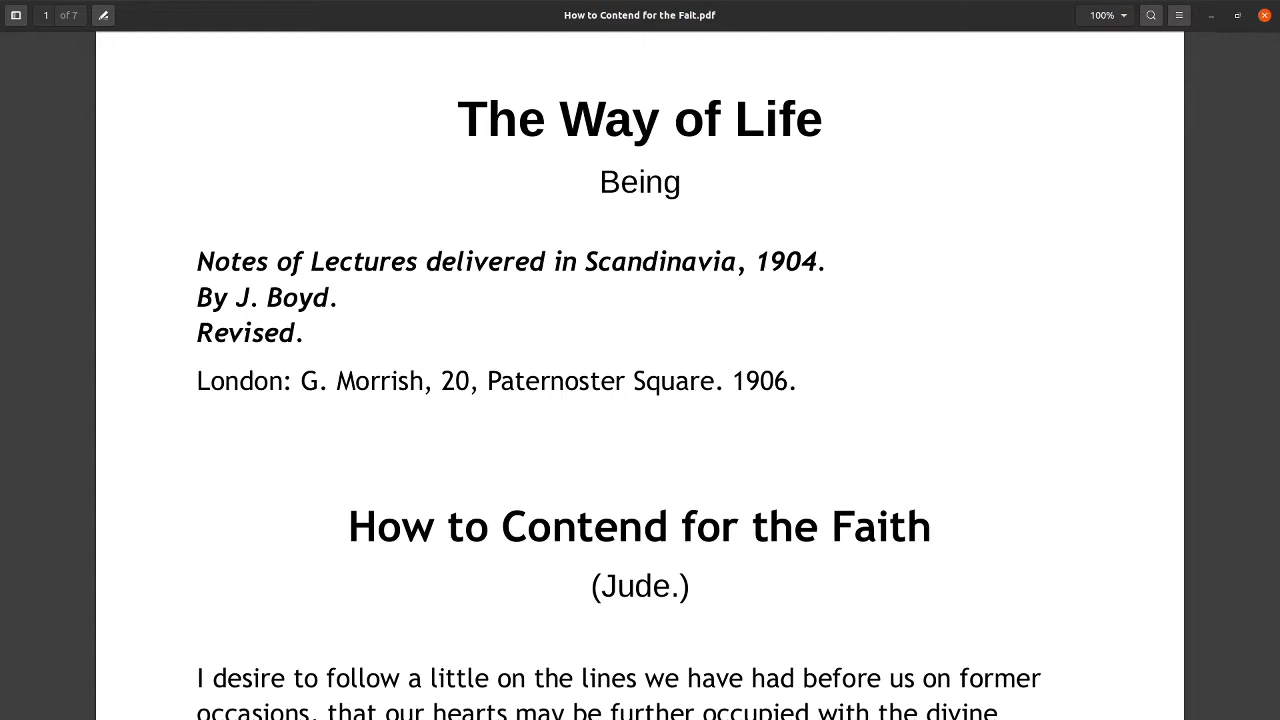 1 of 7
How to Contend for the Falt.pdf
100%
The Way of Life
Being
Notes of Lectures delivered in Scandinavia, 1904.
By J. Boyd.
Revised.
London: G. Morrish, 20, Paternoster Square. 1906.
How to Contend for the Faith
(Jude.)
I desire to follow a little on the lines we have had before us on former
occasions, that our hearts may be further occupied with the divine